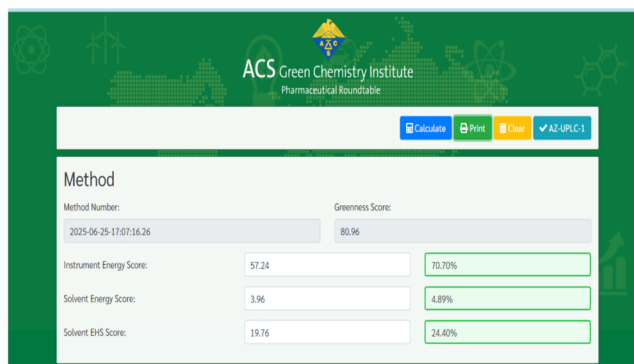 A C S
ACS Green Chemistry Institute
Pharmaceutical Roundtable
Calculate Print Clear AZ-UPLC-1
Method
Method Number: Greenness Score:
2025-06-25-17:07:16.26 80.96
Instrument Energy Score: 57.24 70.70%
Solvent Energy Score: 3.96 4.89%
Solvent EHS Score: 19.76 24.40%